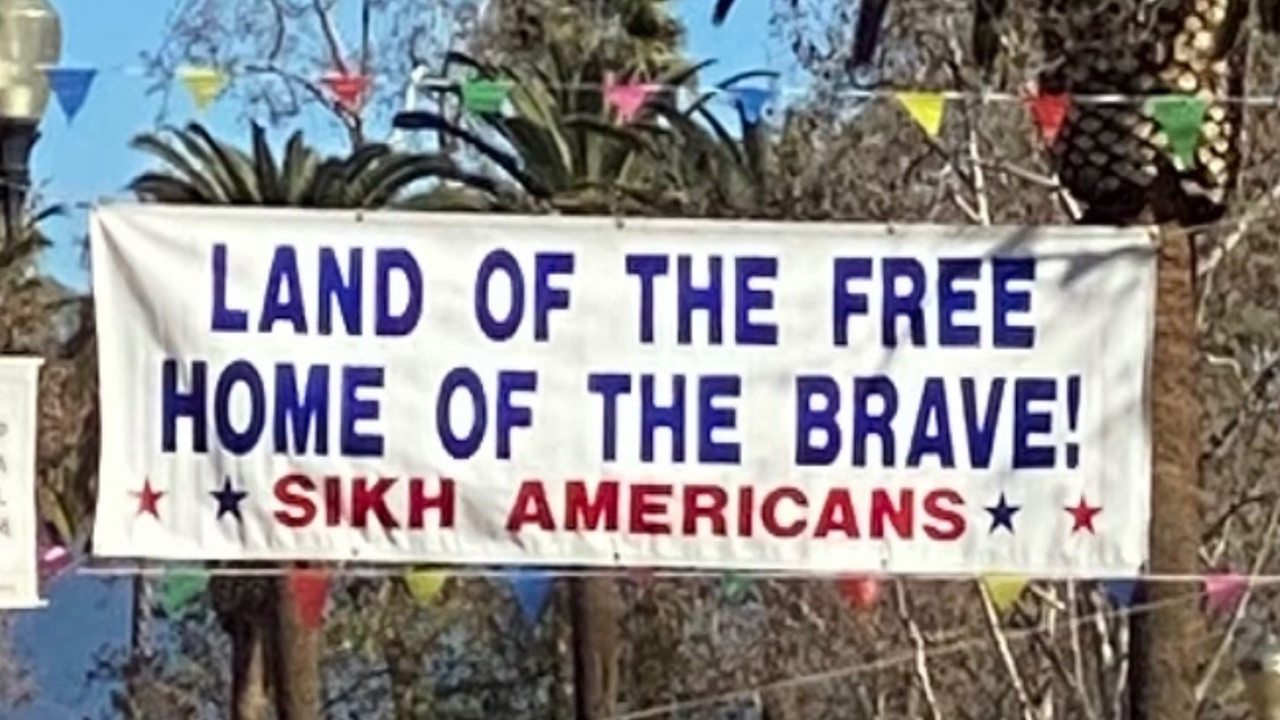 LAND OF THE FREE
HOME OF THE BRAVE!
SIKH AMERICANS